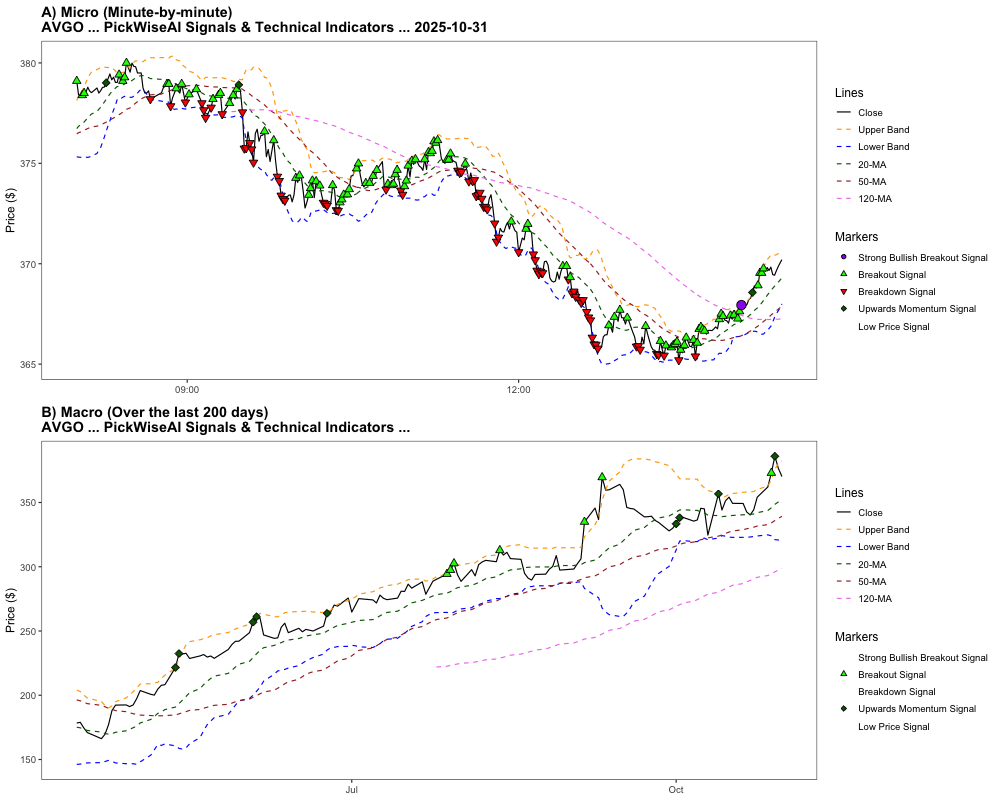 A) Micro (Minute-by-minute)
AVGO ... PickWiseAI Signals & Technical Indicators ... 2025-10-31
Price ($)
380
375
370
365
09:00
12:00
Lines
Close
Upper Band
Lower Band
20-MA
50-MA
120-MA
Markers
Strong Bullish Breakout Signal
Breakout Signal
Breakdown Signal
Upwards Momentum Signal
Low Price Signal
B) Macro (Over the last 200 days)
AVGO ... PickWiseAI Signals & Technical Indicators ...
Price ($)
350
300
250
200
150
Jul
Oct
Lines
Close
Upper Band
Lower Band
20-MA
50-MA
120-MA
Markers
Strong Bullish Breakout Signal
Breakout Signal
Breakdown Signal
Upwards Momentum Signal
Low Price Signal